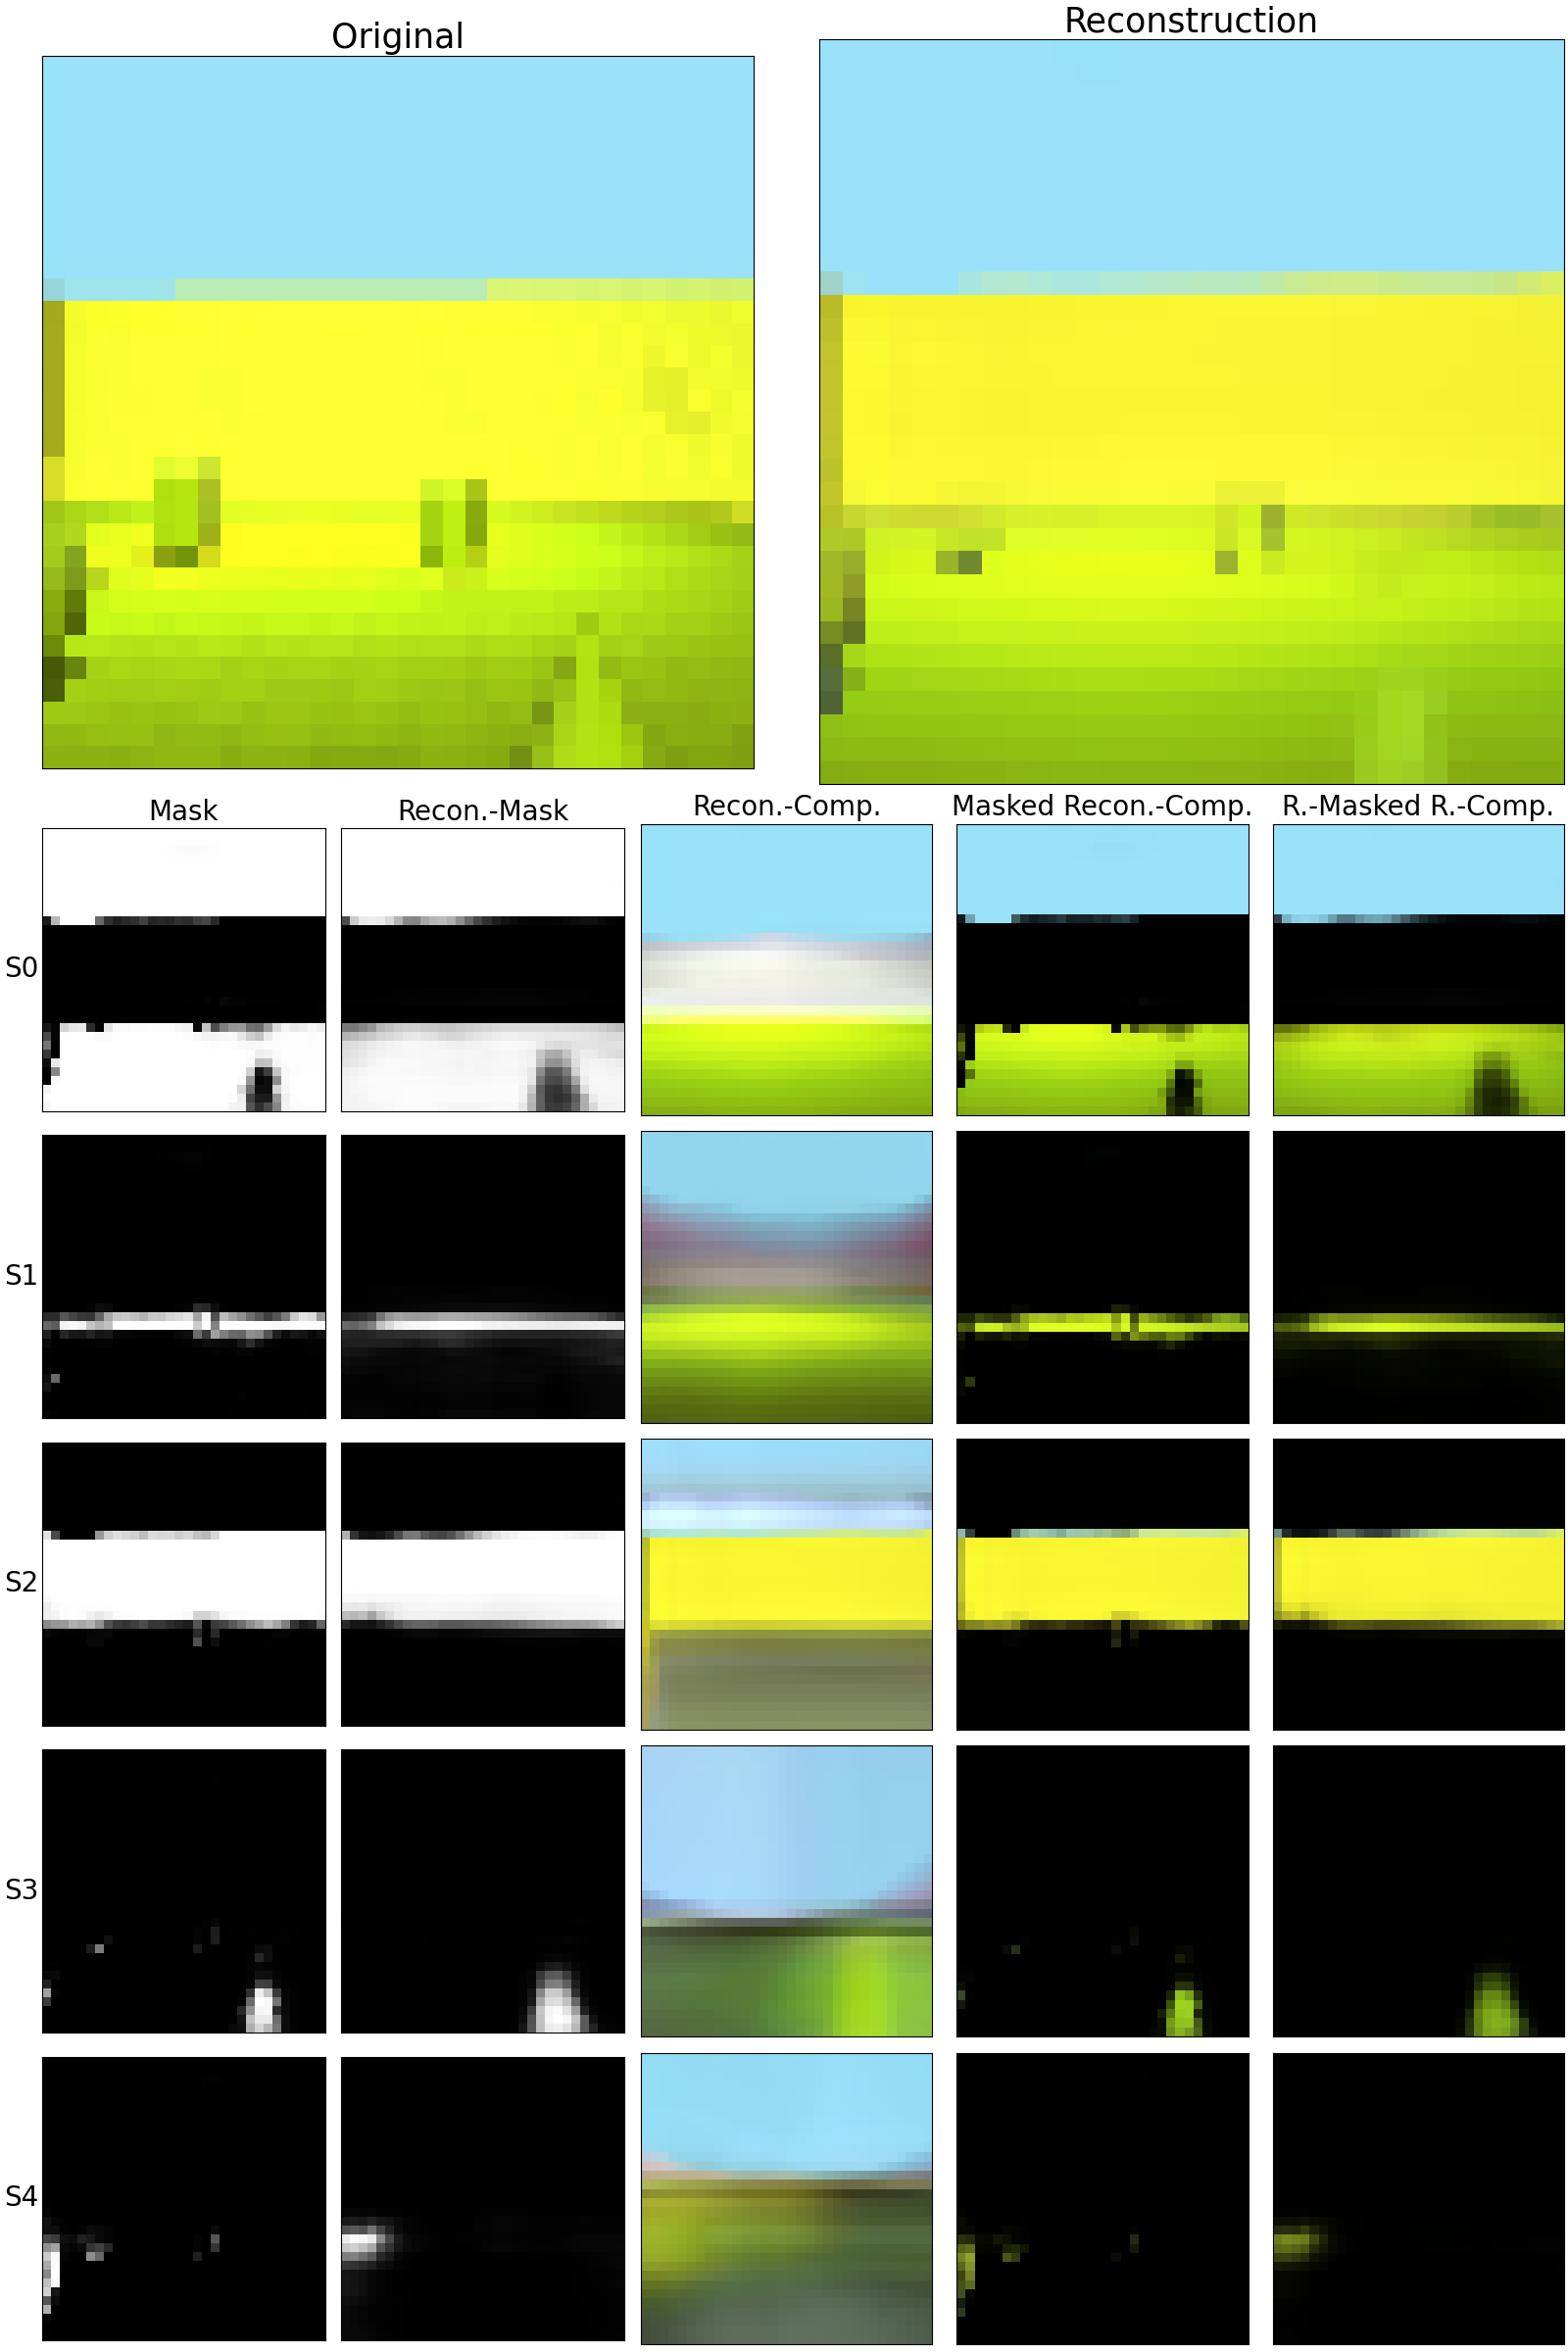 Original
Reconstruction
Mask
Recon.-Mask
Recon.-Comp.
Masked Recon.-Comp.
R.-Masked R.-Comp.
S0
S1
S2
S3
S4